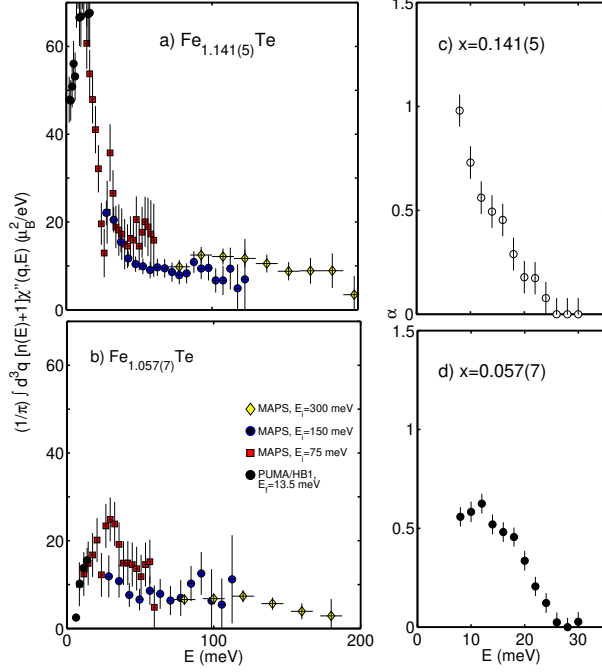 a) Fe1.141(5)Te
60
40
20
0
b) Fe1.057(7)Te
MAPS, Ei=300 meV
MAPS, Ei=150 meV
MAPS, Ei=75 meV
PUMA/HB1,
Ef=13.5 meV
60
40
20
0
0
100
200
E (meV)
(1/π) ∫ d³q [n(E)+1]χ''(q,E) (μB²/eV)
c) x=0.141(5)
1.5
1
0.5
0
α
d) x=0.057(7)
1.5
1
0.5
0
0
10
20
30
E (meV)